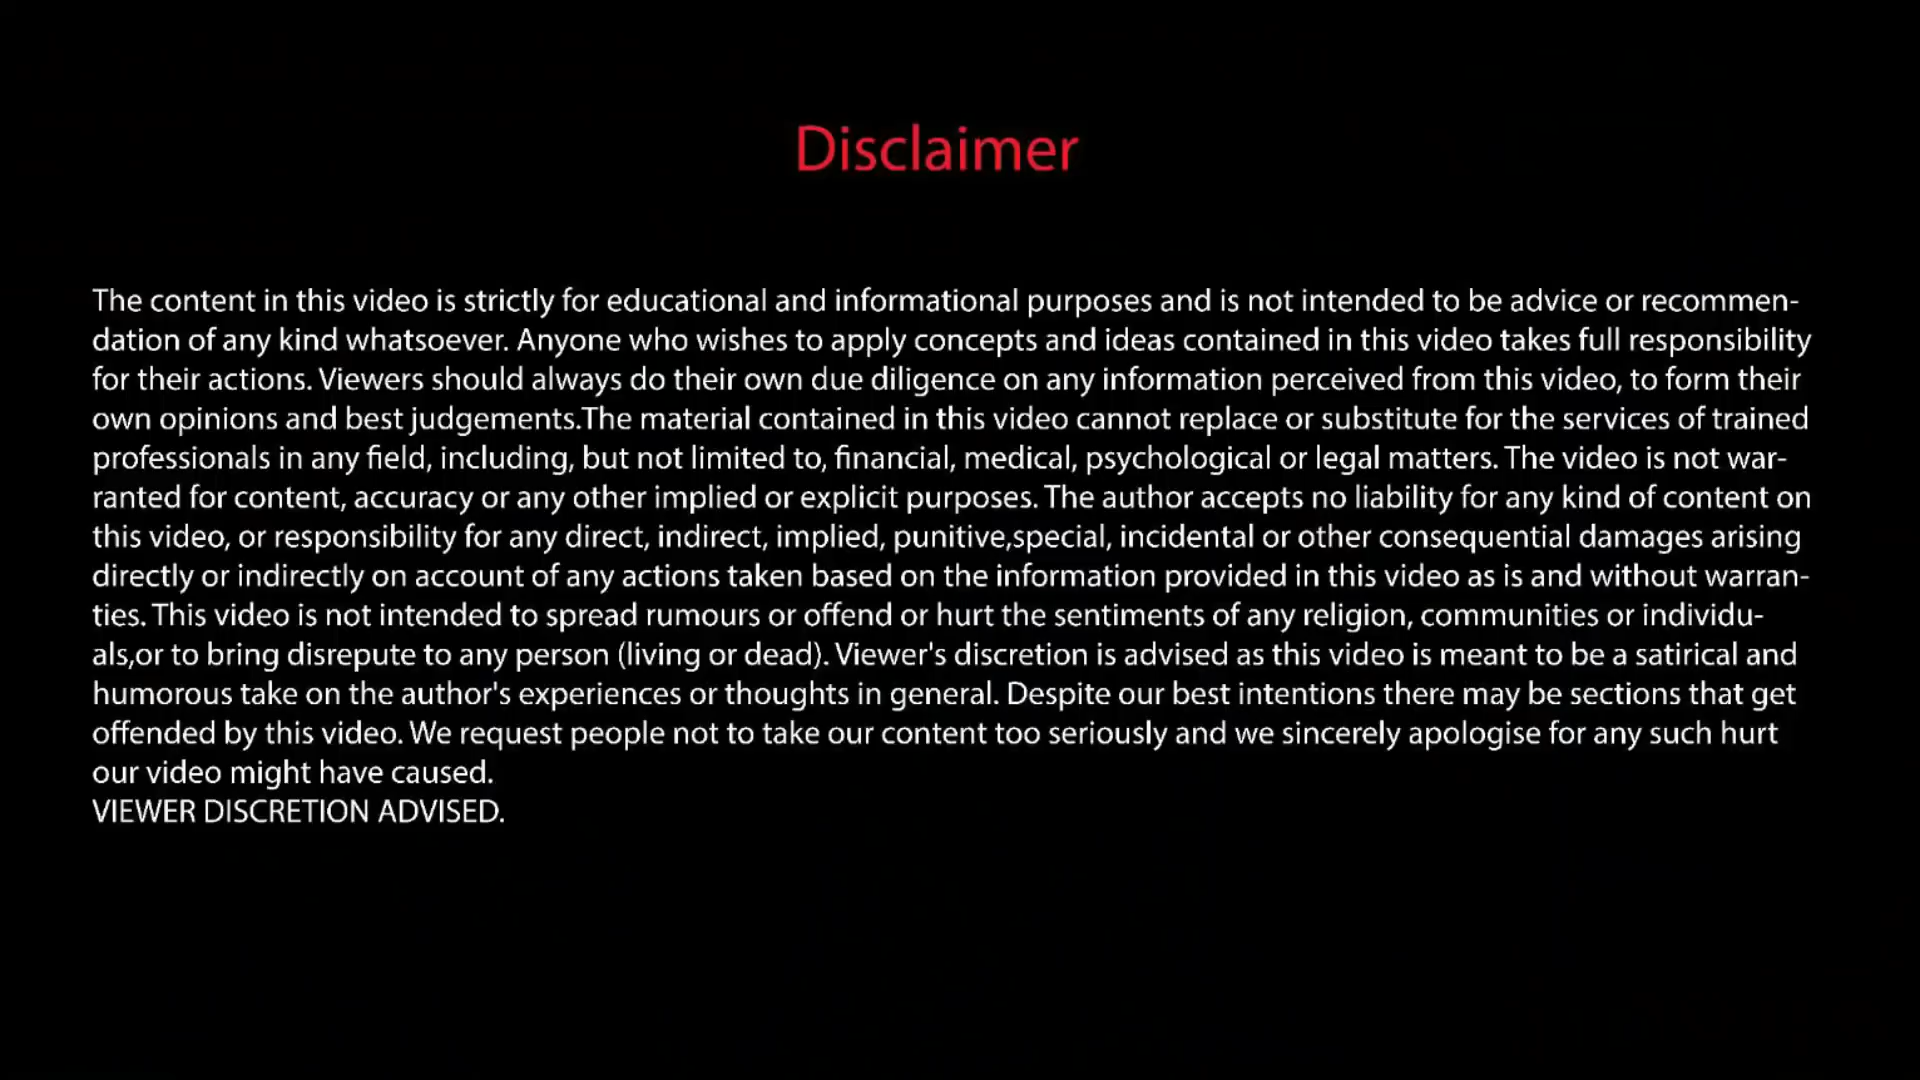 Disclaimer
The content in this video is strictly for educational and informational purposes and is not intended to be advice or recommen-
dation of any kind whatsoever. Anyone who wishes to apply concepts and ideas contained in this video takes full responsibility
for their actions. Viewers should always do their own due diligence on any information perceived from this video, to form their
own opinions and best judgements.The material contained in this video cannot replace or substitute for the services of trained
professionals in any field, including, but not limited to, financial, medical, psychological or legal matters. The video is not war-
ranted for content, accuracy or any other implied or explicit purposes. The author accepts no liability for any kind of content on
this video, or responsibility for any direct, indirect, implied, punitive,special, incidental or other consequential damages arising
directly or indirectly on account of any actions taken based on the information provided in this video as is and without warran-
ties. This video is not intended to spread rumours or offend or hurt the sentiments of any religion, communities or individu-
als,or to bring disrepute to any person (living or dead). Viewer's discretion is advised as this video is meant to be a satirical and
humorous take on the author's experiences or thoughts in general. Despite our best intentions there may be sections that get
offended by this video. We request people not to take our content too seriously and we sincerely apologise for any such hurt
our video might have caused.
VIEWER DISCRETION ADVISED.